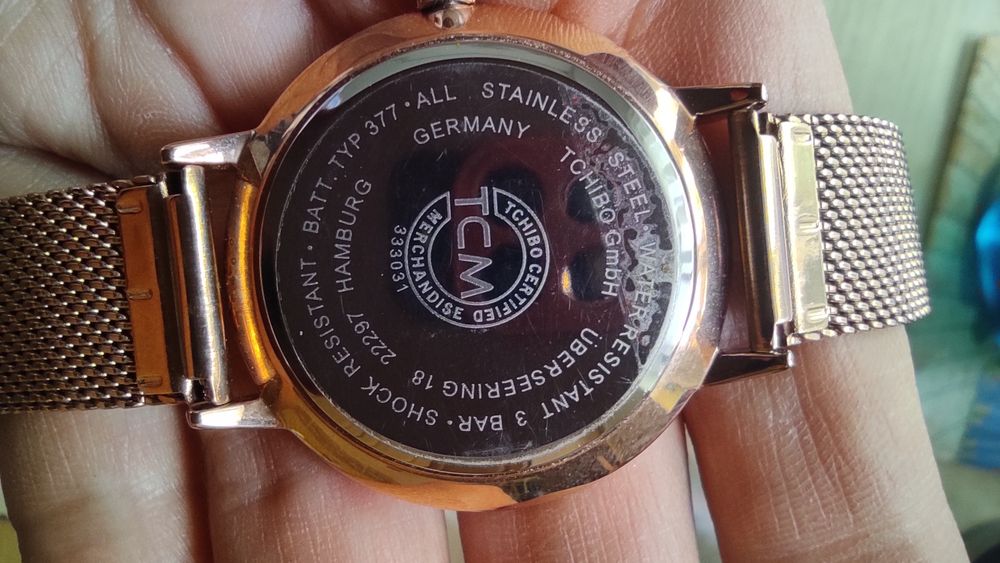 ALL STAINLESS STEEL · WATER RESISTANT 3 BAR · SHOCK RESISTANT · BATT. TYP 377 ·
TCHIBO GmbH ÜBERSEERING 18 22297 HAMBURG GERMANY
TCHIBO CERTIFIED MERCHANDISE
TCM
333031